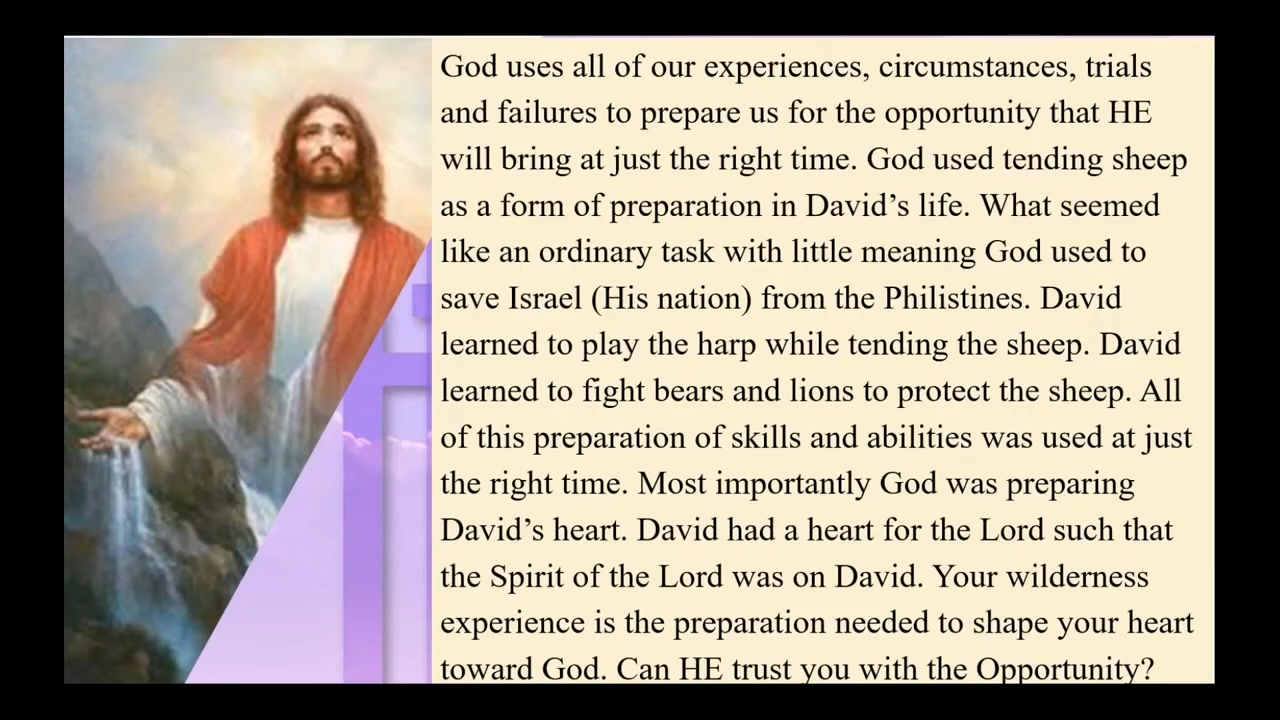 God uses all of our experiences, circumstances, trials
and failures to prepare us for the opportunity that HE
will bring at just the right time. God used tending sheep
as a form of preparation in David’s life. What seemed
like an ordinary task with little meaning God used to
save Israel (His nation) from the Philistines. David
learned to play the harp while tending the sheep. David
learned to fight bears and lions to protect the sheep. All
of this preparation of skills and abilities was used at just
the right time. Most importantly God was preparing
David’s heart. David had a heart for the Lord such that
the Spirit of the Lord was on David. Your wilderness
experience is the preparation needed to shape your heart
toward God. Can HE trust you with the Opportunity?